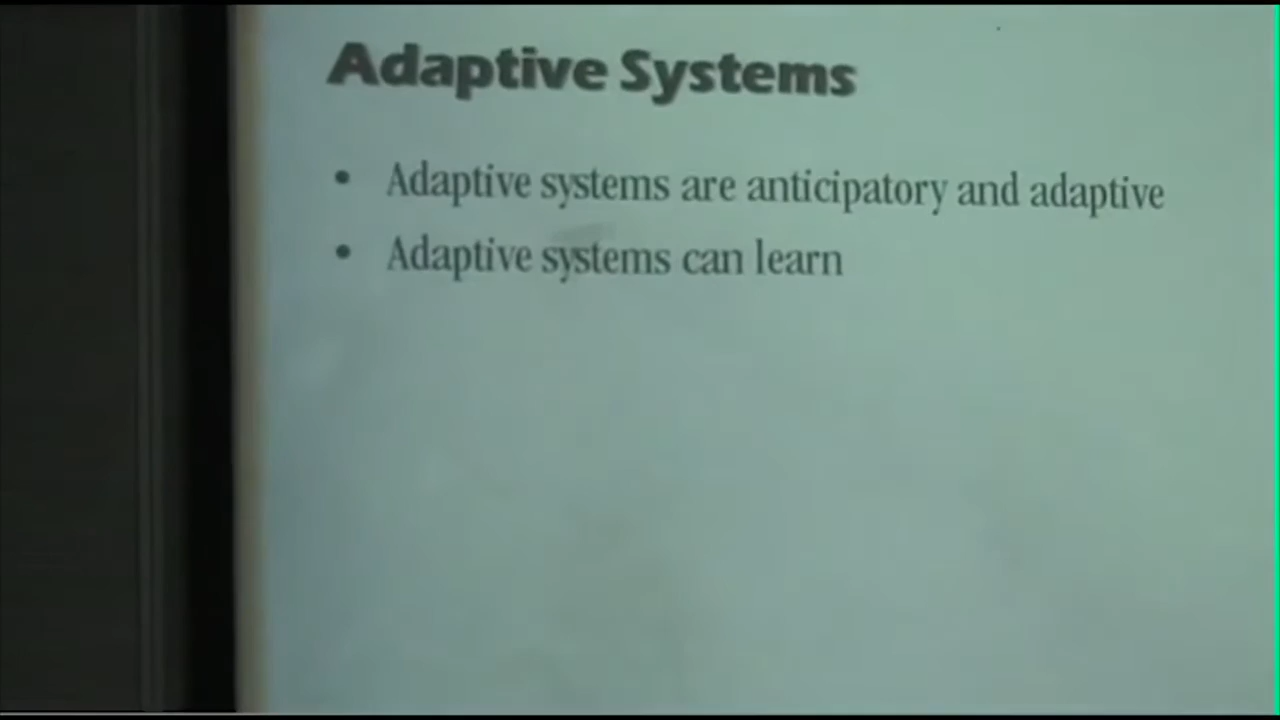 Adaptive Systems
• Adaptive systems are anticipatory and adaptive
• Adaptive systems can learn